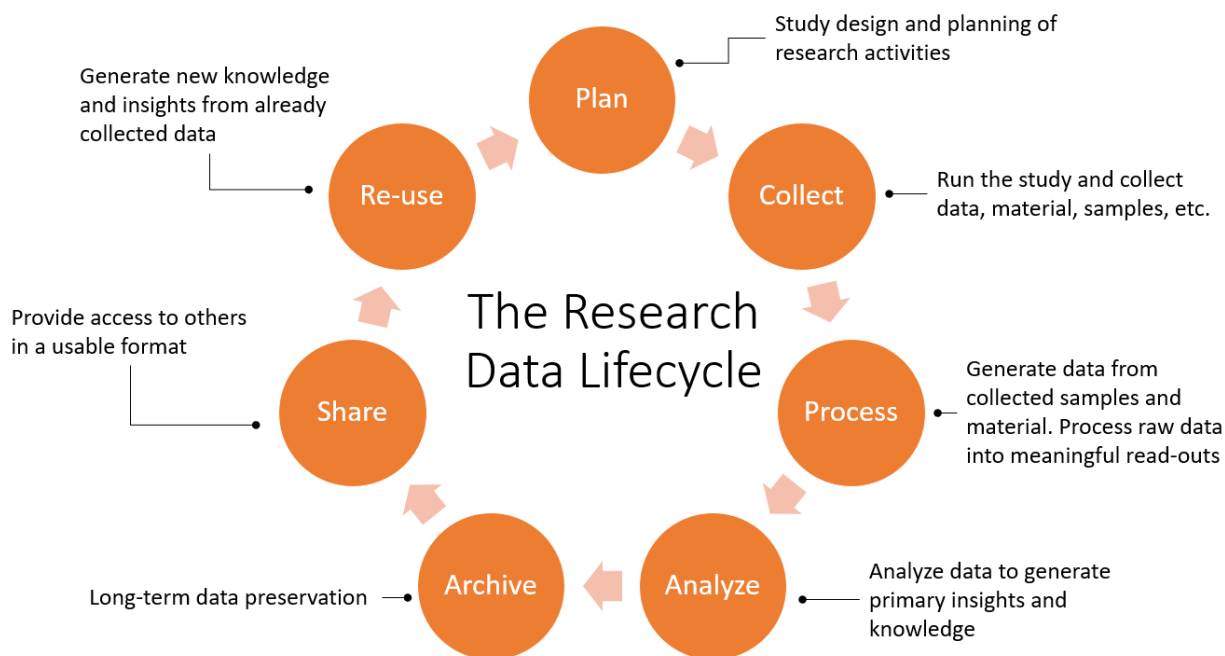 The Research
Data Lifecycle
Plan
Study design and planning of
research activities
Collect
Run the study and collect
data, material, samples, etc.
Process
Generate data from
collected samples and
material. Process raw data
into meaningful read-outs
Analyze
Analyze data to generate
primary insights and
knowledge
Archive
Long-term data preservation
Share
Provide access to others
in a usable format
Re-use
Generate new knowledge
and insights from already
collected data